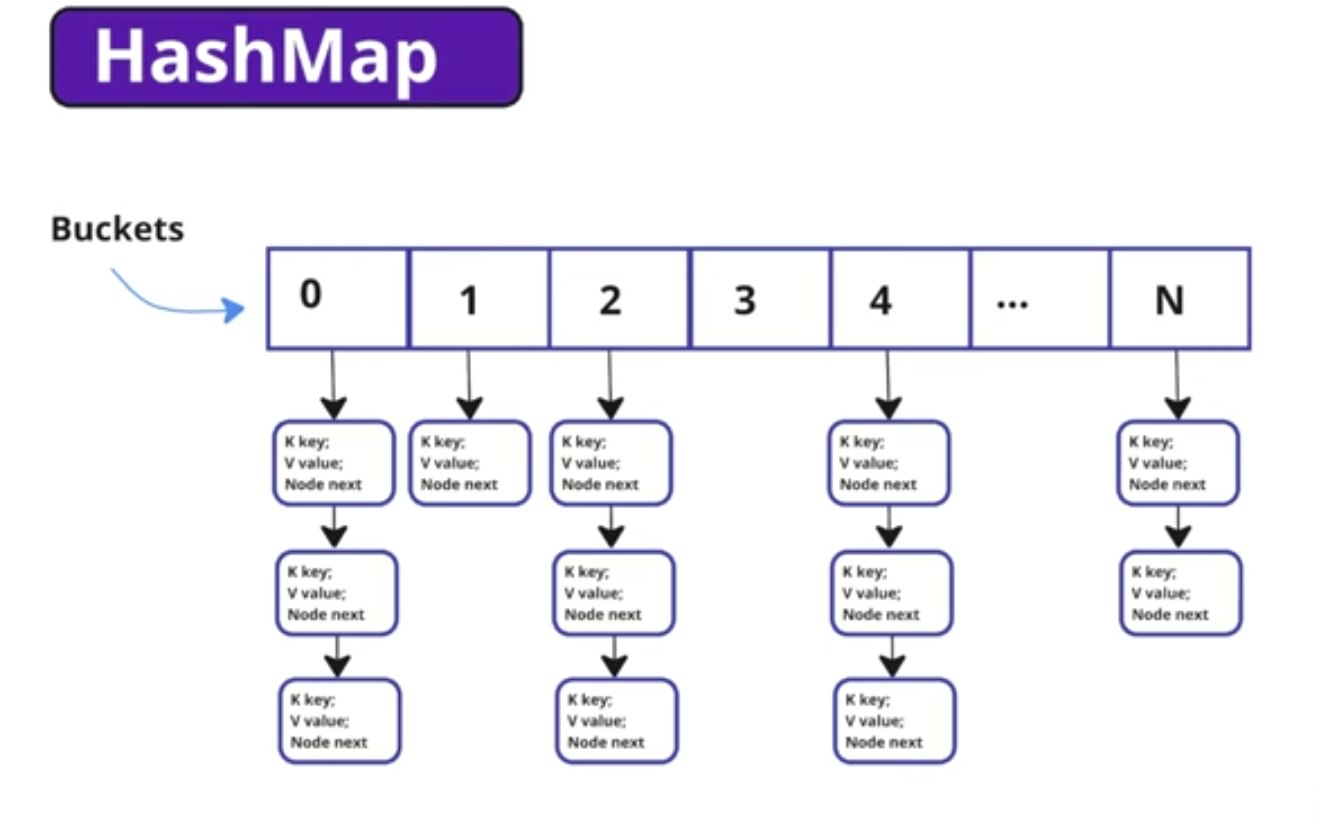 HashMap
Buckets
0 1 2 3 4 ... N
K key; K key; K key; K key; K key;
V value; V value; V value; V value; V value;
Node next Node next Node next Node next Node next
K key; K key; K key; K key;
V value; V value; V value; V value;
Node next Node next Node next Node next
K key; K key; K key;
V value; V value; V value;
Node next Node next Node next